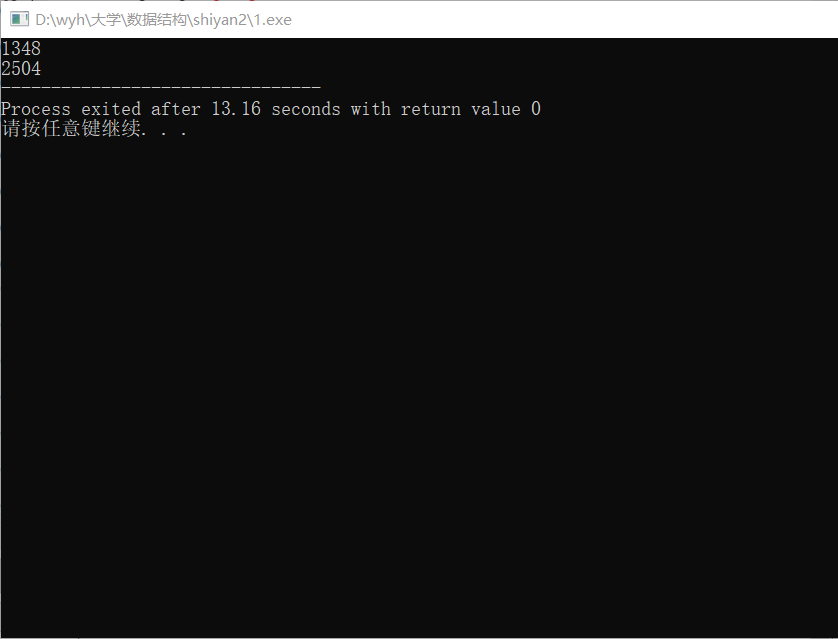 D:\wyh\大学\数据结构\shiyan2\1.exe
1348
2504
--------------------------------
Process exited after 13.16 seconds with return value 0
请按任意键继续. . .